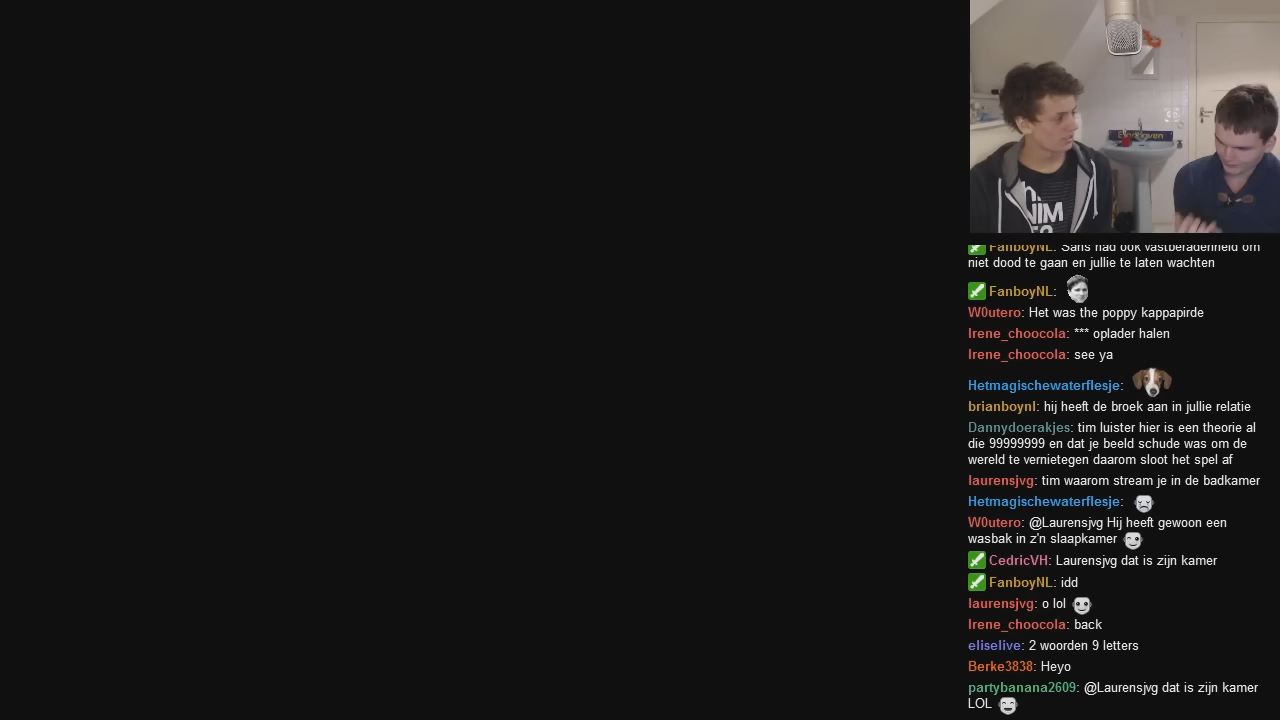 Eindhoven
NIM
FanboyNL: Sans had ook vastberadenheid om
niet dood te gaan en jullie te laten wachten
FanboyNL:
W0utero: Het was the poppy kappapirde
Irene_choocola: *** oplader halen
Irene_choocola: see ya
Hetmagischewaterflesje:
brianboynl: hij heeft de broek aan in jullie relatie
Dannydoerakjes: tim luister hier is een theorie al
die 99999999 en dat je beeld schude was om de
wereld te vernietegen daarom sloot het spel af
laurensjvg: tim waarom stream je in de badkamer
Hetmagischewaterflesje:
W0utero: @Laurensjvg Hij heeft gewoon een
wasbak in z'n slaapkamer
CedricVH: Laurensjvg dat is zijn kamer
FanboyNL: idd
laurensjvg: o lol
Irene_choocola: back
eliselive: 2 woorden 9 letters
Berke3838: Heyo
partybanana2609: @Laurensjvg dat is zijn kamer
LOL